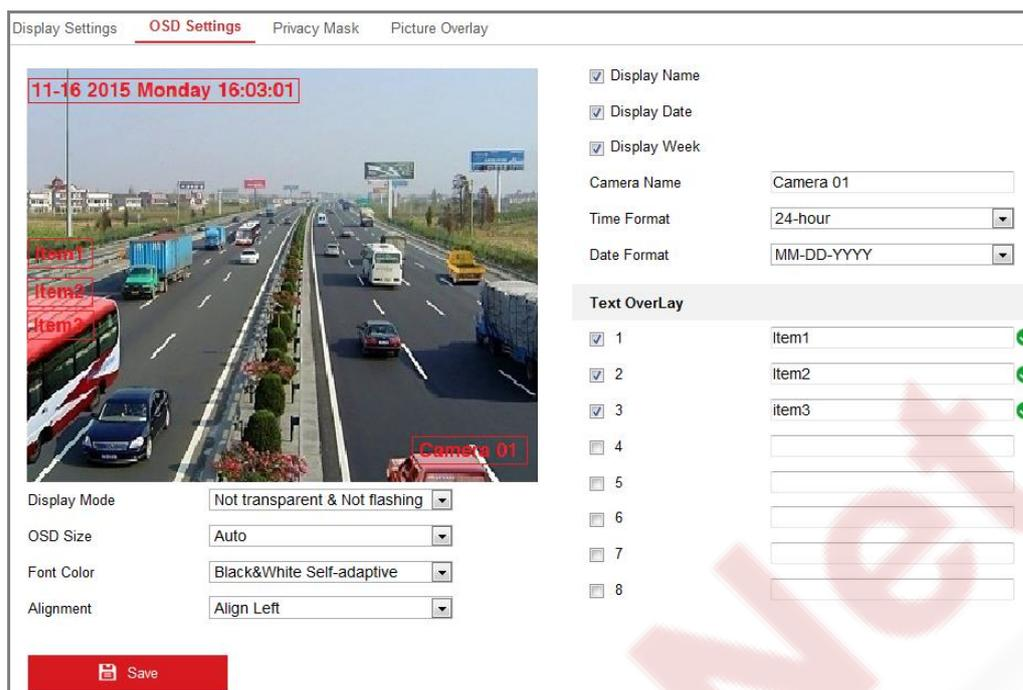 Display Settings OSD Settings Privacy Mask Picture Overlay
11-16 2015 Monday 16:03:01
Item1
Item2
Item3
Camera 01
Display Mode Not transparent & Not flashing
OSD Size Auto
Font Color Black&White Self-adaptive
Alignment Align Left
Save
Display Name
Display Date
Display Week
Camera Name Camera 01
Time Format 24-hour
Date Format MM-DD-YYYY
Text OverLay
1 Item1
2 Item2
3 item3
4
5
6
7
8